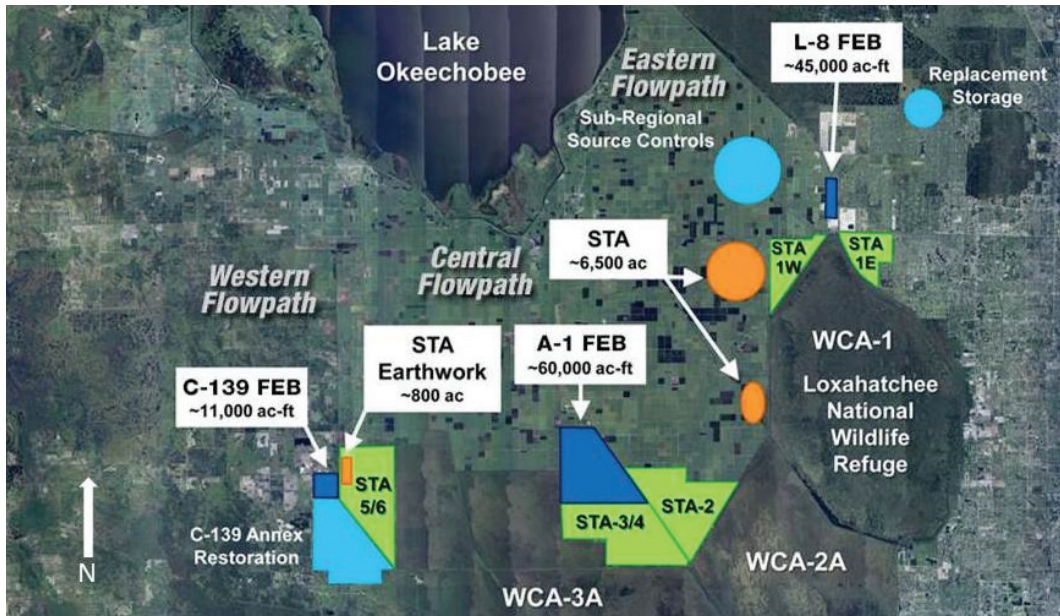 Lake
Okeechobee
Eastern
Flowpath
Sub-Regional
Source Controls
L-8 FEB
~45,000 ac-ft
Replacement
Storage
STA
~6,500 ac
STA
1W
STA
1E
Western
Flowpath
Central
Flowpath
C-139 FEB
~11,000 ac-ft
STA
Earthwork
~800 ac
A-1 FEB
~60,000 ac-ft
WCA-1
Loxahatchee
National
Wildlife
Refuge
STA
5/6
STA-3/4
STA-2
C-139 Annex
Restoration
N
WCA-3A
WCA-2A